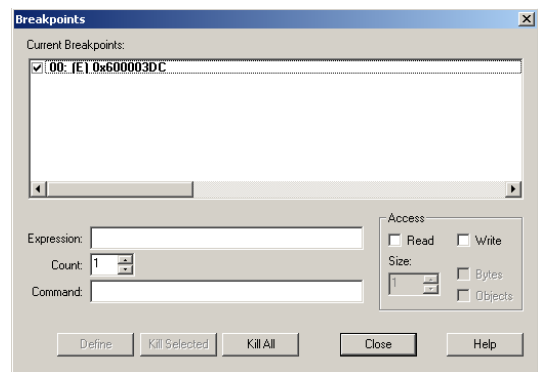 Breakpoints
Current Breakpoints:
00: (E) 0x600003DC
Expression:
Count: 1
Command:
Access
Read Write
Size:
1
Bytes
Objects
Define Kill Selected Kill All Close Help